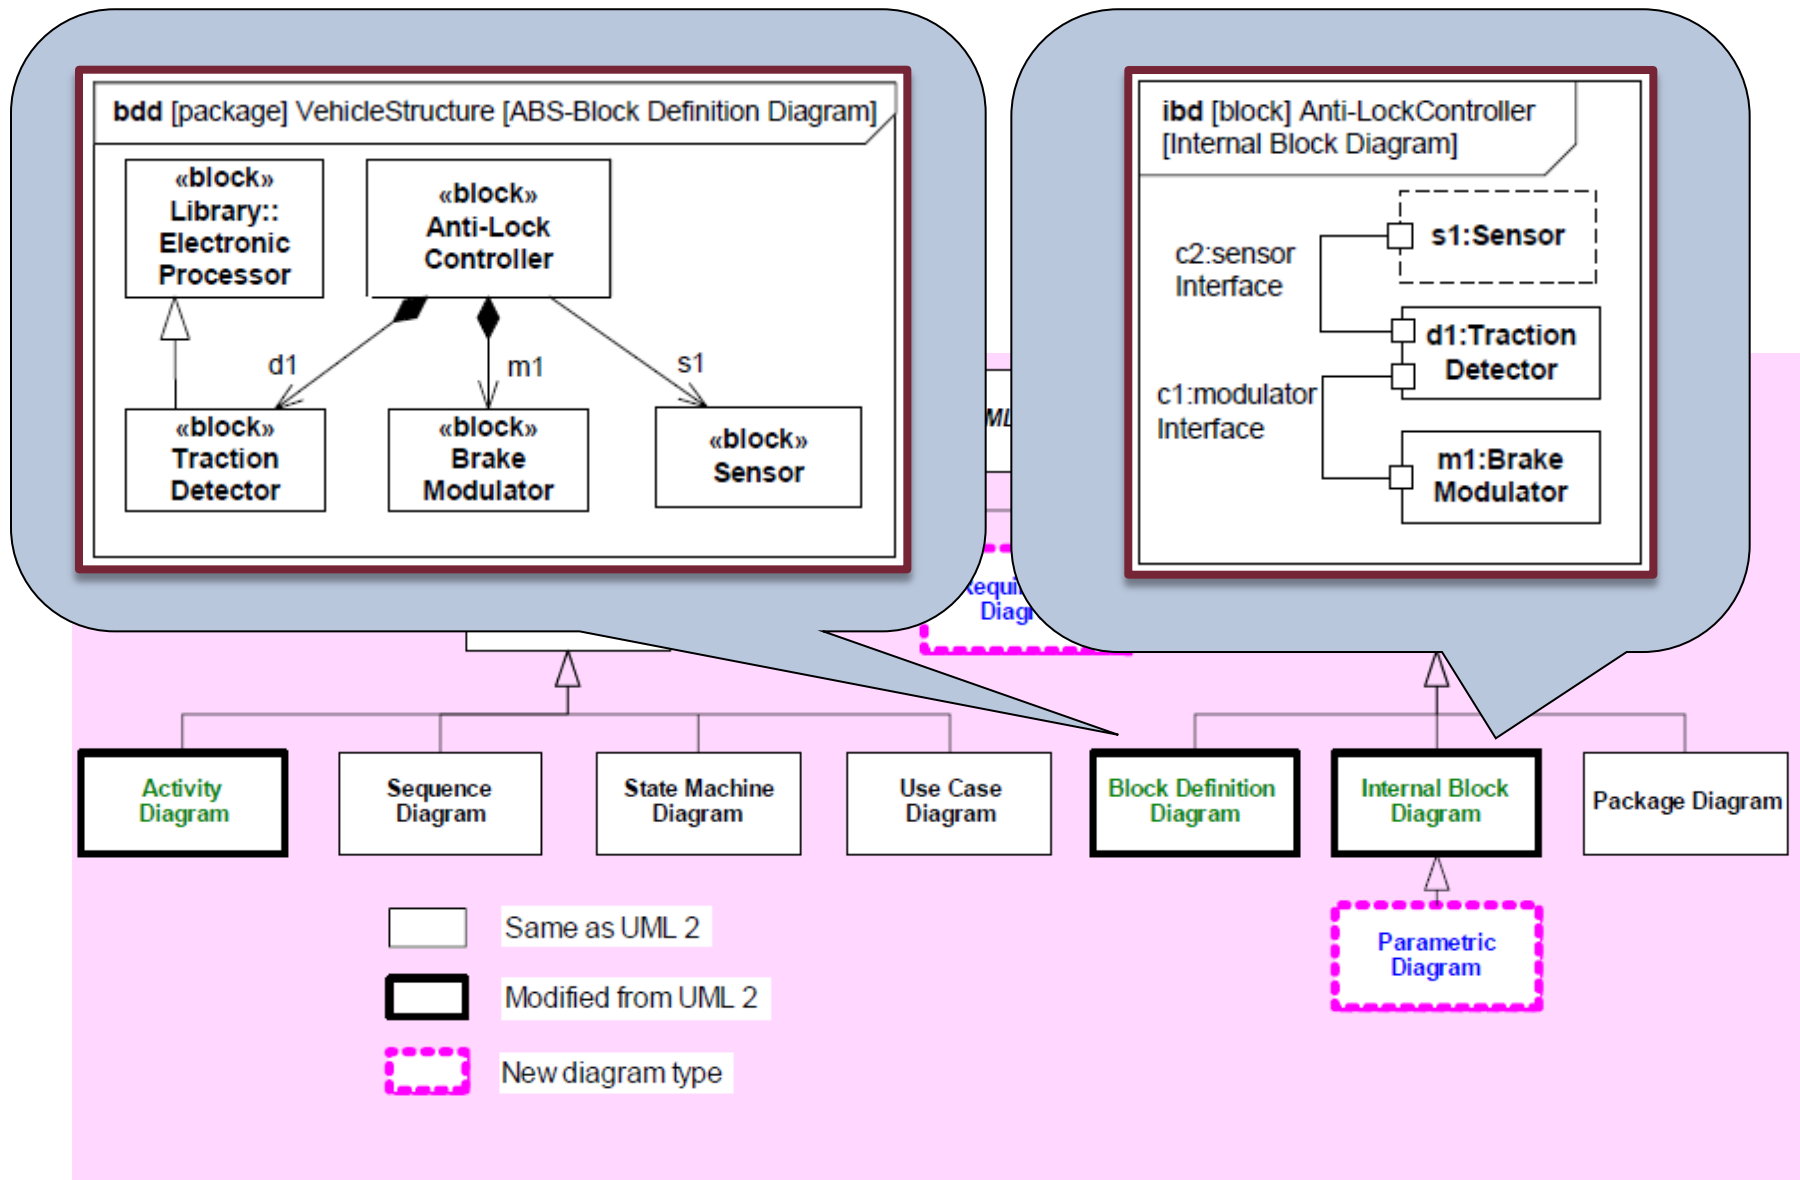 bdd [package] VehicleStructure [ABS-Block Definition Diagram]
«block»
Library::
Electronic
Processor
«block»
Anti-Lock
Controller
d1
m1
s1
«block»
Traction
Detector
«block»
Brake
Modulator
«block»
Sensor
ibd [block] Anti-LockController
[Internal Block Diagram]
s1:Sensor
c2:sensor
Interface
d1:Traction
Detector
c1:modulator
Interface
m1:Brake
Modulator
Activity
Diagram
Sequence
Diagram
State Machine
Diagram
Use Case
Diagram
Block Definition
Diagram
Internal Block
Diagram
Package Diagram
Parametric
Diagram
Same as UML 2
Modified from UML 2
New diagram type